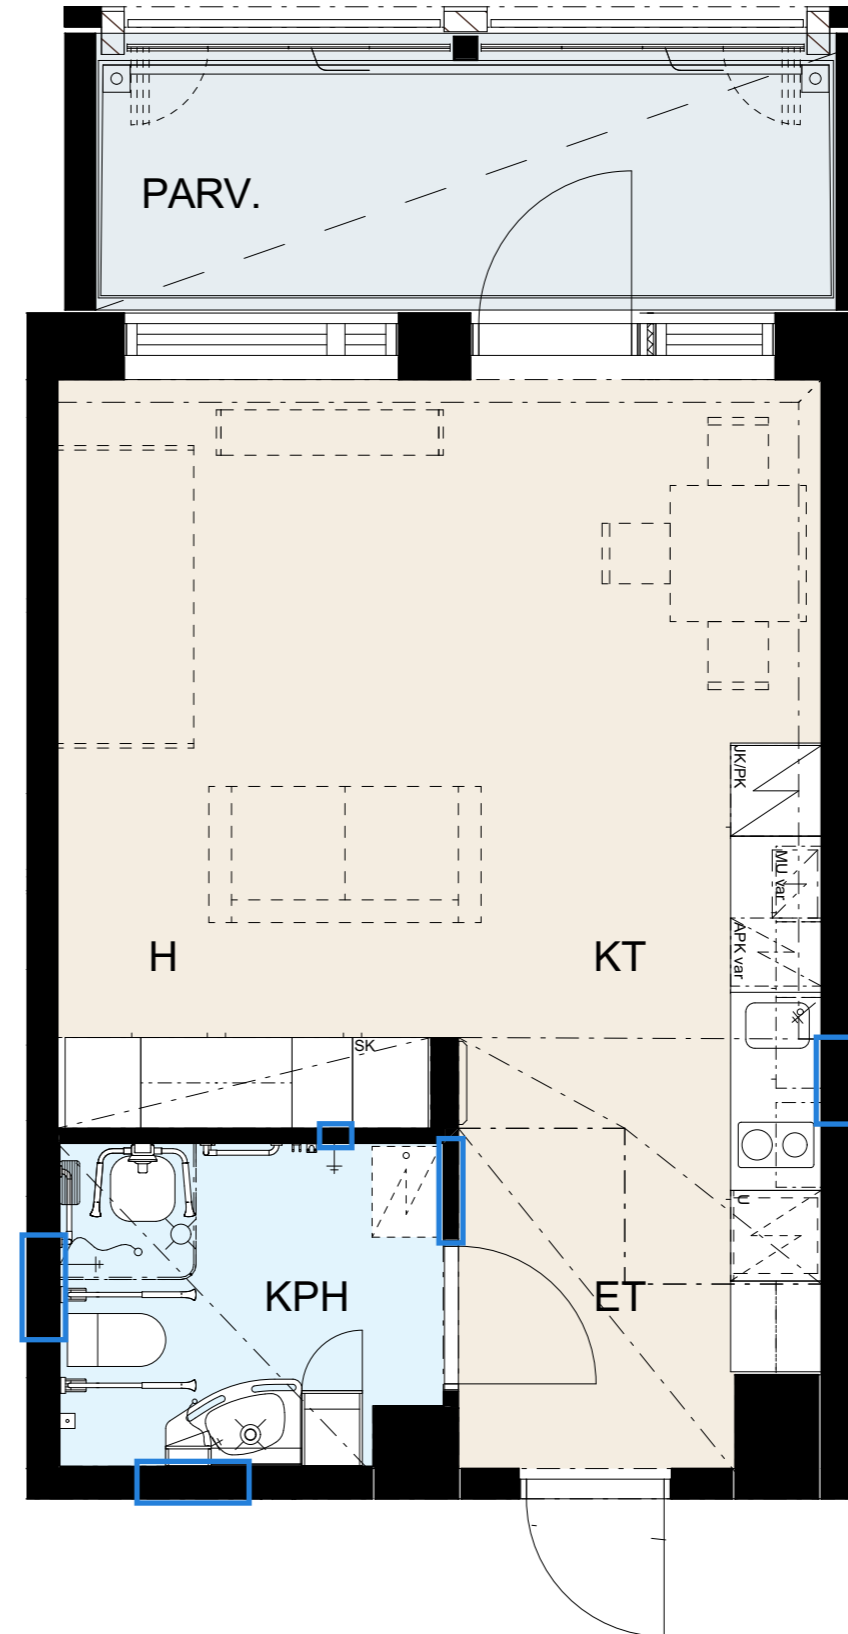 PARV.
JK/PK
MU var
APK var
H
KT
SK
U
KPH
ET